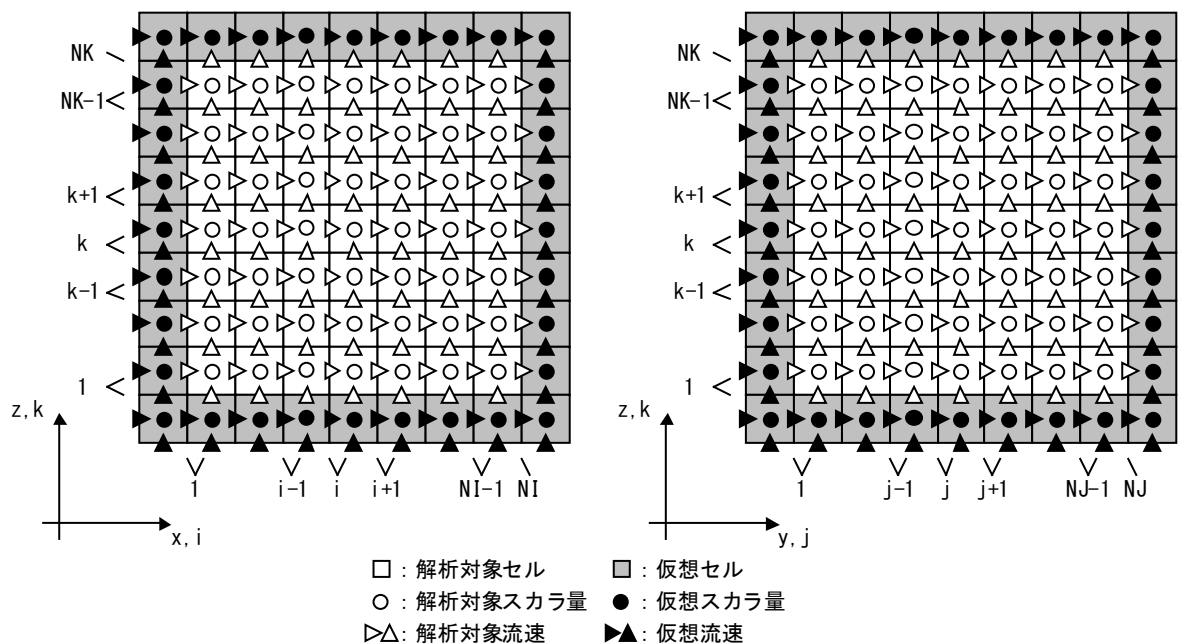 NK
NK-1
k+1
k
k-1
1
z,k
1
i-1
i
i+1
NI-1
NI
x,i
NK
NK-1
k+1
k
k-1
1
z,k
1
j-1
j
j+1
NJ-1
NJ
y,j
□：解析対象セル ■：仮想セル
○：解析対象スカラ量 ●：仮想スカラ量
▷△：解析対象流速 ▶▲：仮想流速